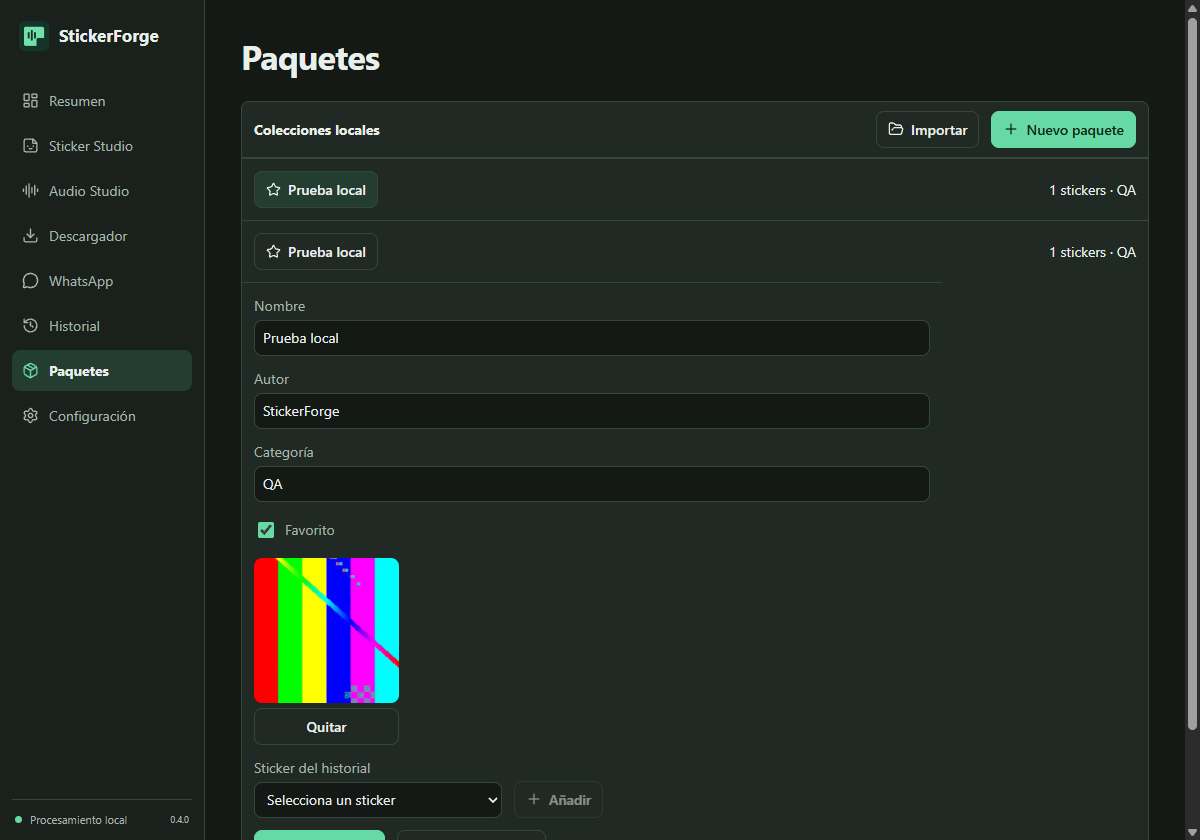 StickerForge
Resumen
Sticker Studio
Audio Studio
Descargador
WhatsApp
Historial
Paquetes
Configuración
Procesamiento local 0.4.0
Paquetes
Colecciones locales
Importar
Nuevo paquete
Prueba local
1 stickers · QA
Prueba local
1 stickers · QA
Nombre
Prueba local
Autor
StickerForge
Categoría
QA
Favorito
Quitar
Sticker del historial
Selecciona un sticker
Añadir